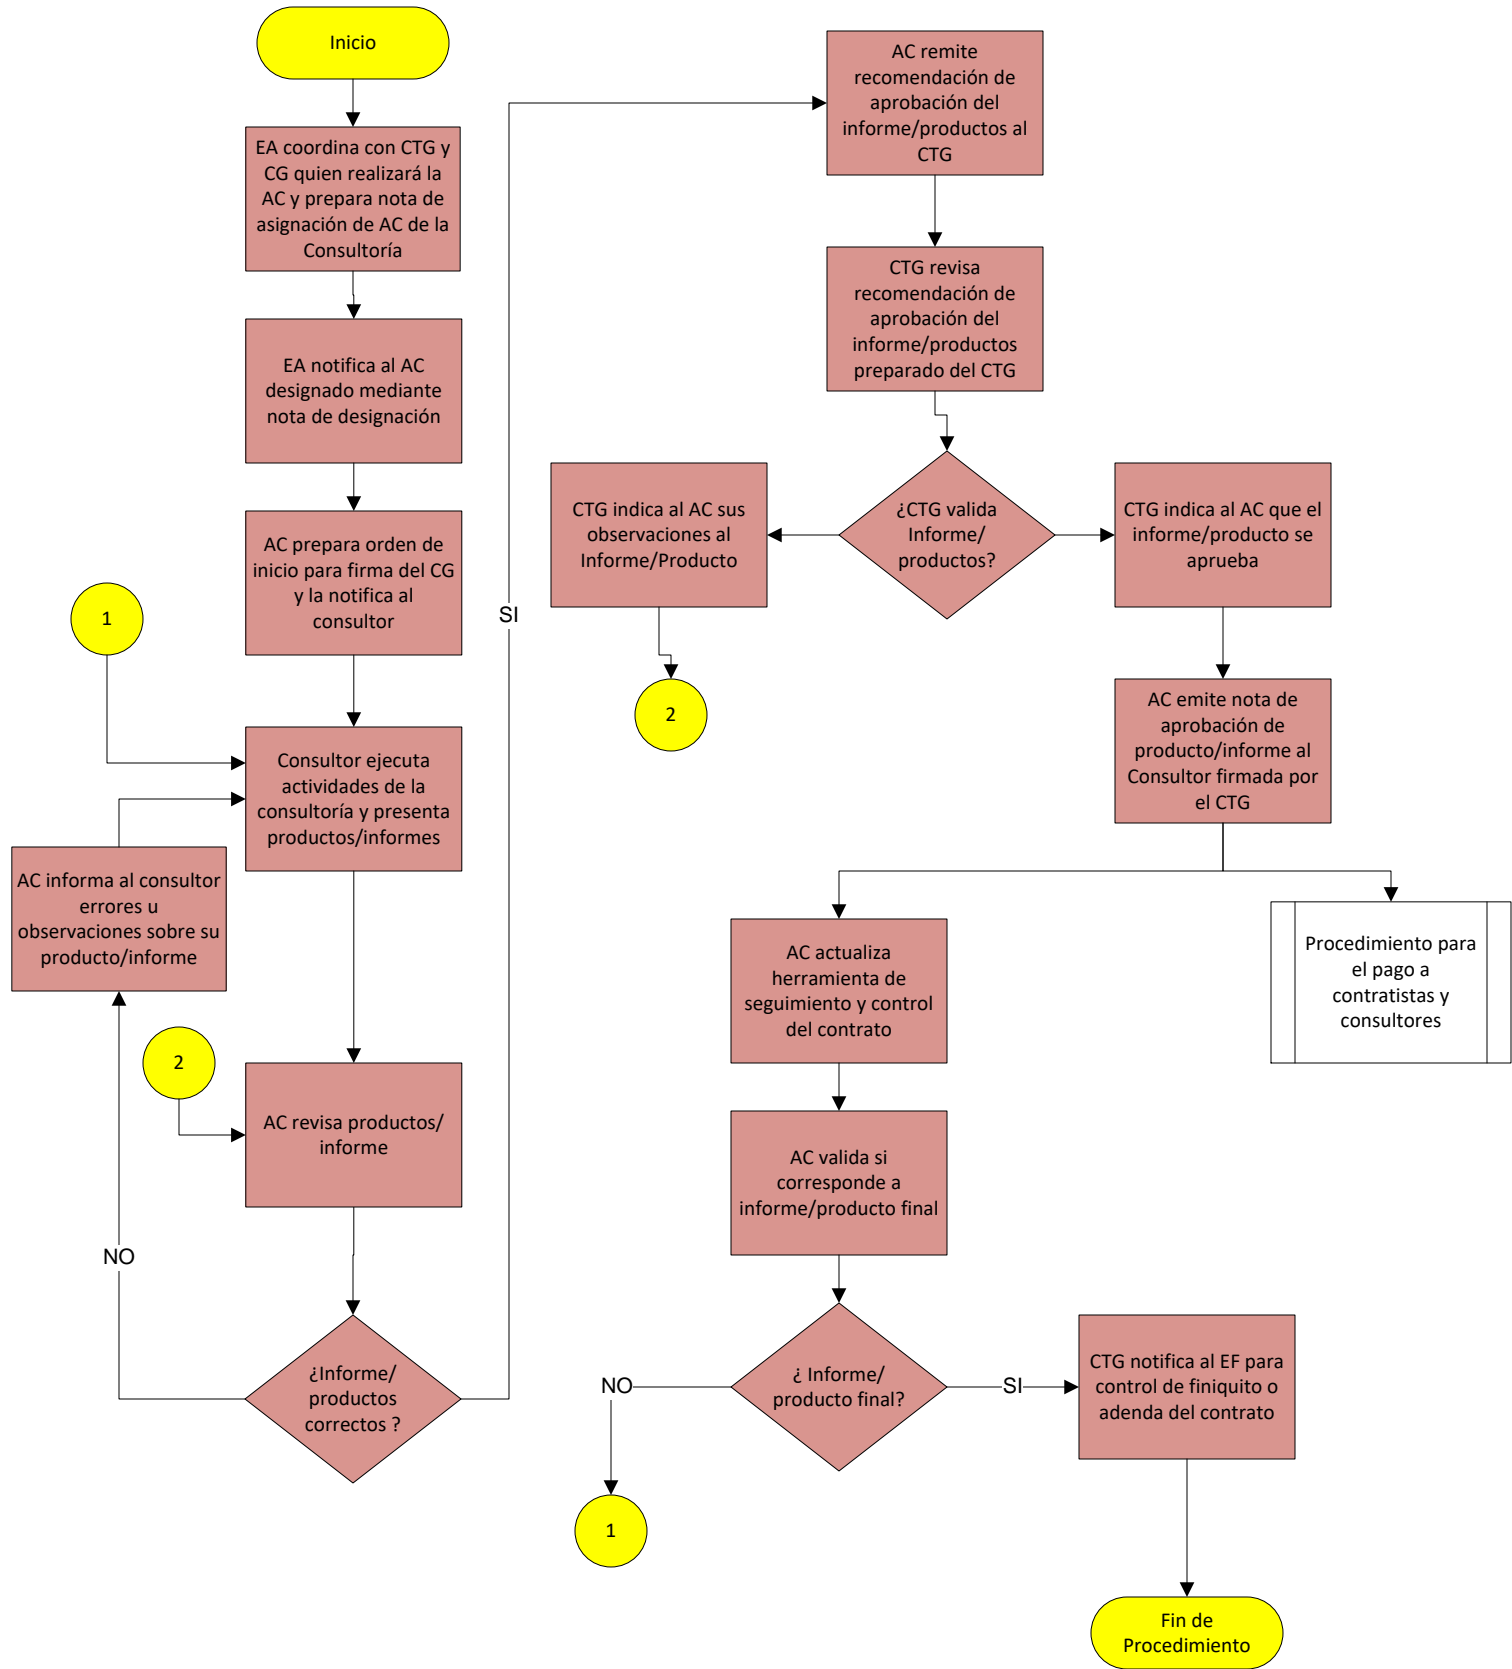 Inicio
EA coordina con CTG y
CG quien realizará la
AC y prepara nota de
asignación de AC de la
Consultoría
EA notifica al AC
designado mediante
nota de designación
AC prepara orden de
inicio para firma del CG
y la notifica al
consultor
1
Consultor ejecuta
actividades de la
consultoría y presenta
productos/informes
AC informa al consultor
errores u
observaciones sobre su
producto/informe
2
AC revisa productos/
informe
NO
¿Informe/
productos
correctos ?
SI
AC remite
recomendación de
aprobación del
informe/productos al
CTG
CTG revisa
recomendación de
aprobación del
informe/productos
preparado del CTG
¿CTG valida
Informe/
productos?
CTG indica al AC sus
observaciones al
Informe/Producto
2
CTG indica al AC que el
informe/producto se
aprueba
AC emite nota de
aprobación de
producto/informe al
Consultor firmada por
el CTG
Procedimiento para
el pago a
contratistas y
consultores
AC actualiza
herramienta de
seguimiento y control
del contrato
AC valida si
corresponde a
informe/producto final
¿ Informe/
producto final?
NO
1
SI
CTG notifica al EF para
control de finiquito o
adenda del contrato
Fin de
Procedimiento